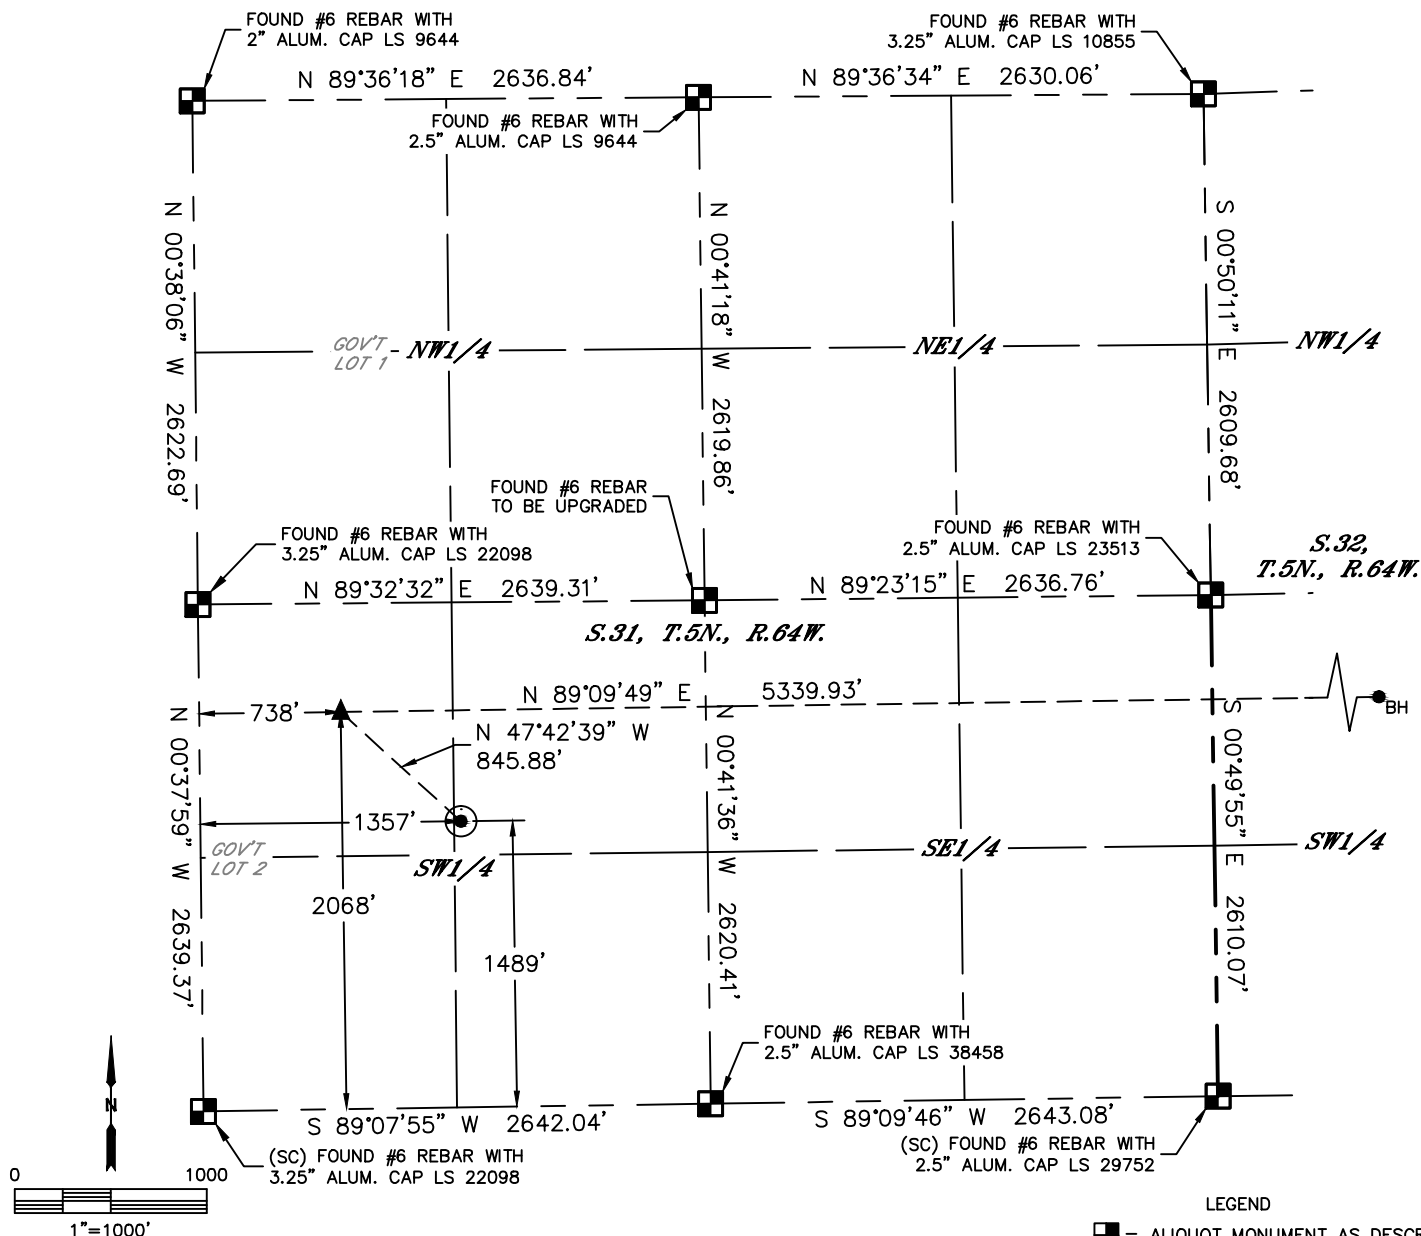 FOUND #6 REBAR WITH
2" ALUM. CAP LS 9644
FOUND #6 REBAR WITH
3.25" ALUM. CAP LS 10855
N 89°36'18" E 2636.84'
N 89°36'34" E 2630.06'
FOUND #6 REBAR WITH
2.5" ALUM. CAP LS 9644
N 00°38'06" W 2622.69'
N 00°41'18" W 2619.86'
S 00°50'11" E 2609.68'
GOV'T
LOT 1
NW1/4
NE1/4
NW1/4
FOUND #6 REBAR
TO BE UPGRADED
FOUND #6 REBAR WITH
3.25" ALUM. CAP LS 22098
FOUND #6 REBAR WITH
2.5" ALUM. CAP LS 23513
S.32,
T.5N., R.64W.
N 89°32'32" E 2639.31'
N 89°23'15" E 2636.76'
S.31, T.5N., R.64W.
N 89°09'49" E 5339.93'
738'
BH
N 47°42'39" W
845.88'
N 00°37'59" W 2639.37'
N 00°41'36" W 2620.41'
S 00°49'55" E 2610.07'
1357'
GOV'T
LOT 2
SW1/4
SE1/4
SW1/4
2068'
1489'
FOUND #6 REBAR WITH
2.5" ALUM. CAP LS 38458
N
S 89°07'55" W 2642.04'
S 89°09'46" W 2643.08'
(SC) FOUND #6 REBAR WITH
3.25" ALUM. CAP LS 22098
(SC) FOUND #6 REBAR WITH
2.5" ALUM. CAP LS 29752
0 1000
1"=1000'
LEGEND
= ALIQUOT MONUMENT AS